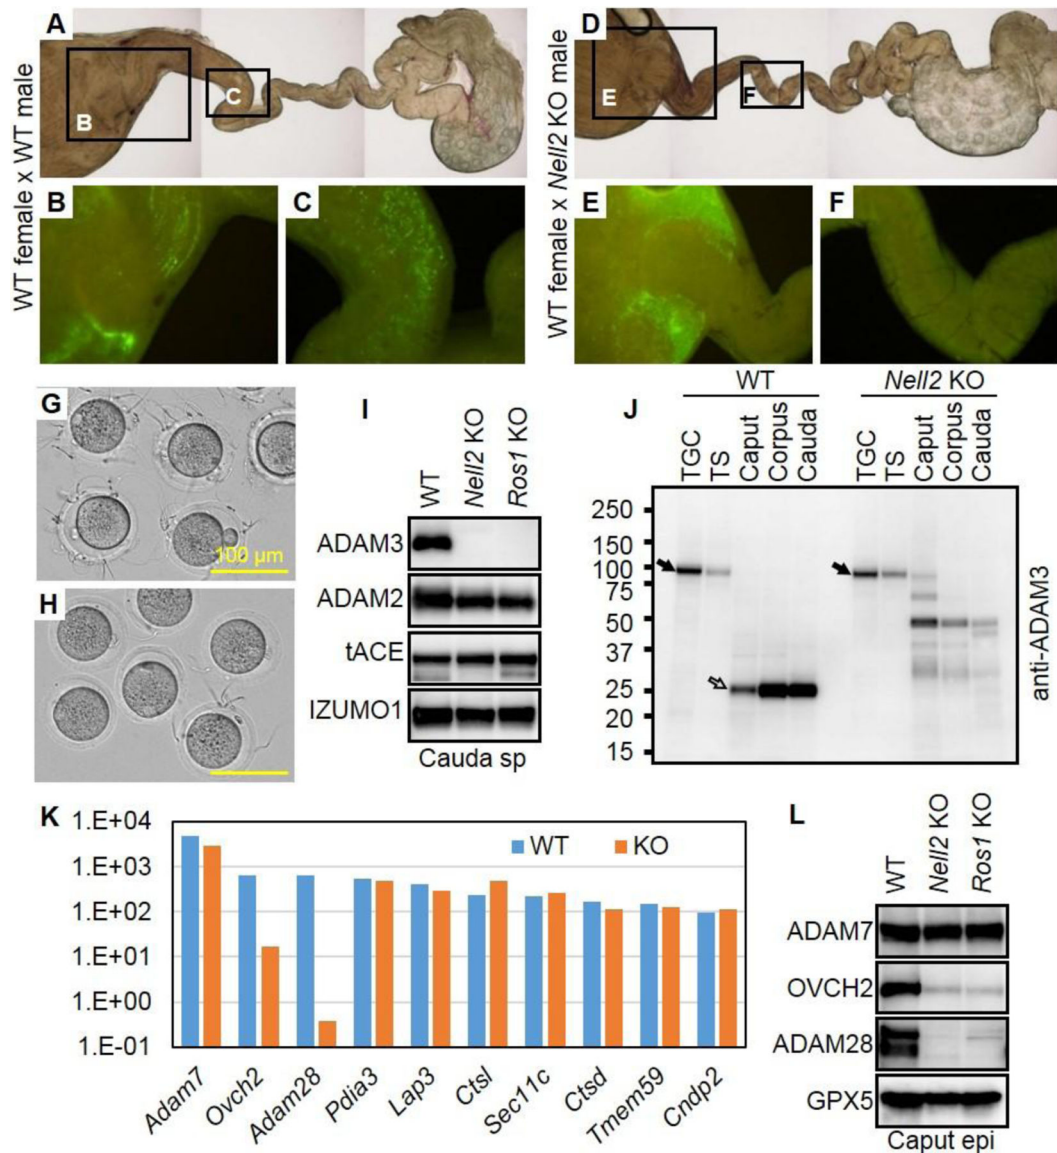 A
B
C
WT female x WT male
D
E
F
WT female x Nell2 KO male
B
C
E
F
G
100 µm
H
I
WT
Nell2 KO
Ros1 KO
ADAM3
ADAM2
tACE
IZUMO1
Cauda sp
J
WT
Nell2 KO
TGC
TS
Caput
Corpus
Cauda
TGC
TS
Caput
Corpus
Cauda
250
150
100
75
50
37
25
20
15
anti-ADAM3
K
WT
KO
1.E+04
1.E+03
1.E+02
1.E+01
1.E+00
1.E-01
Adam7
Ovch2
Adam28
Pdia3
Lap3
Ctsl
Sec11c
Ctsd
Tmem59
Cndp2
L
WT
Nell2 KO
Ros1 KO
ADAM7
OVCH2
ADAM28
GPX5
Caput epi